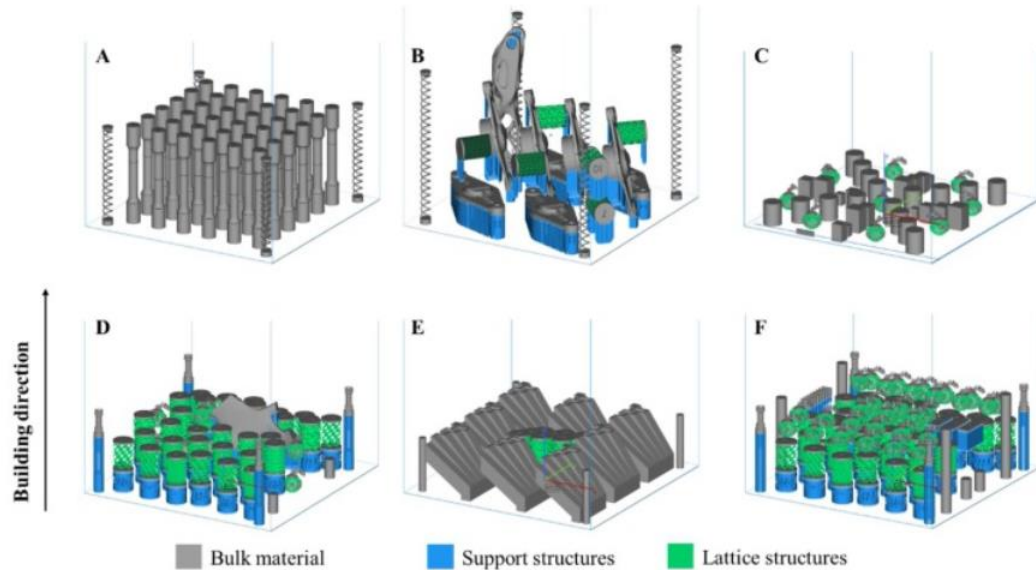 A
B
C
D
E
F
Building direction
Bulk material
Support structures
Lattice structures